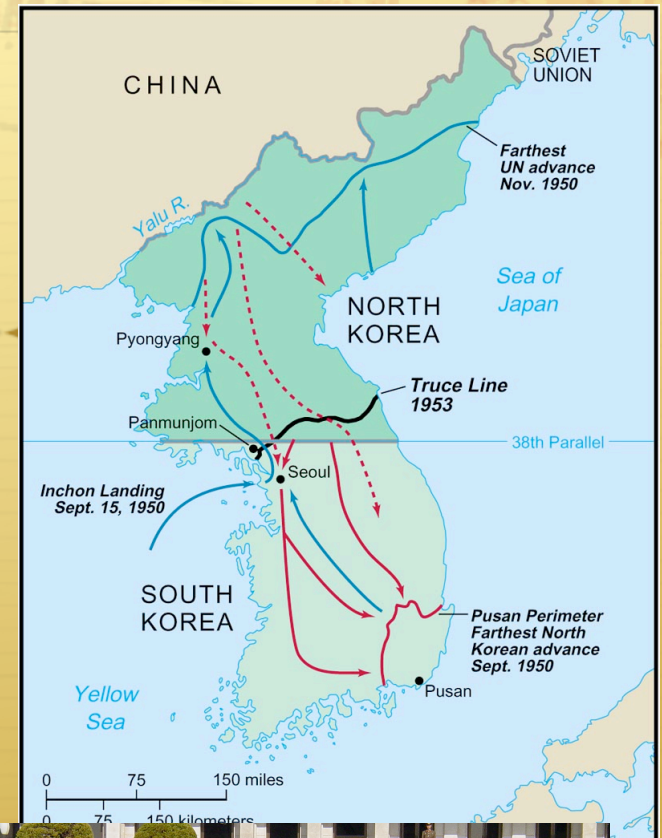 CHINA
SOVIET
UNION
Farthest
UN advance
Nov. 1950
Yalu R.
Sea of
Japan
NORTH
KOREA
Pyongyang
Truce Line
1953
Panmunjom
38th Parallel
Seoul
Inchon Landing
Sept. 15, 1950
SOUTH
KOREA
Pusan Perimeter
Farthest North
Korean advance
Sept. 1950
Pusan
Yellow
Sea
0 75 150 miles
0 75 150 kilometers